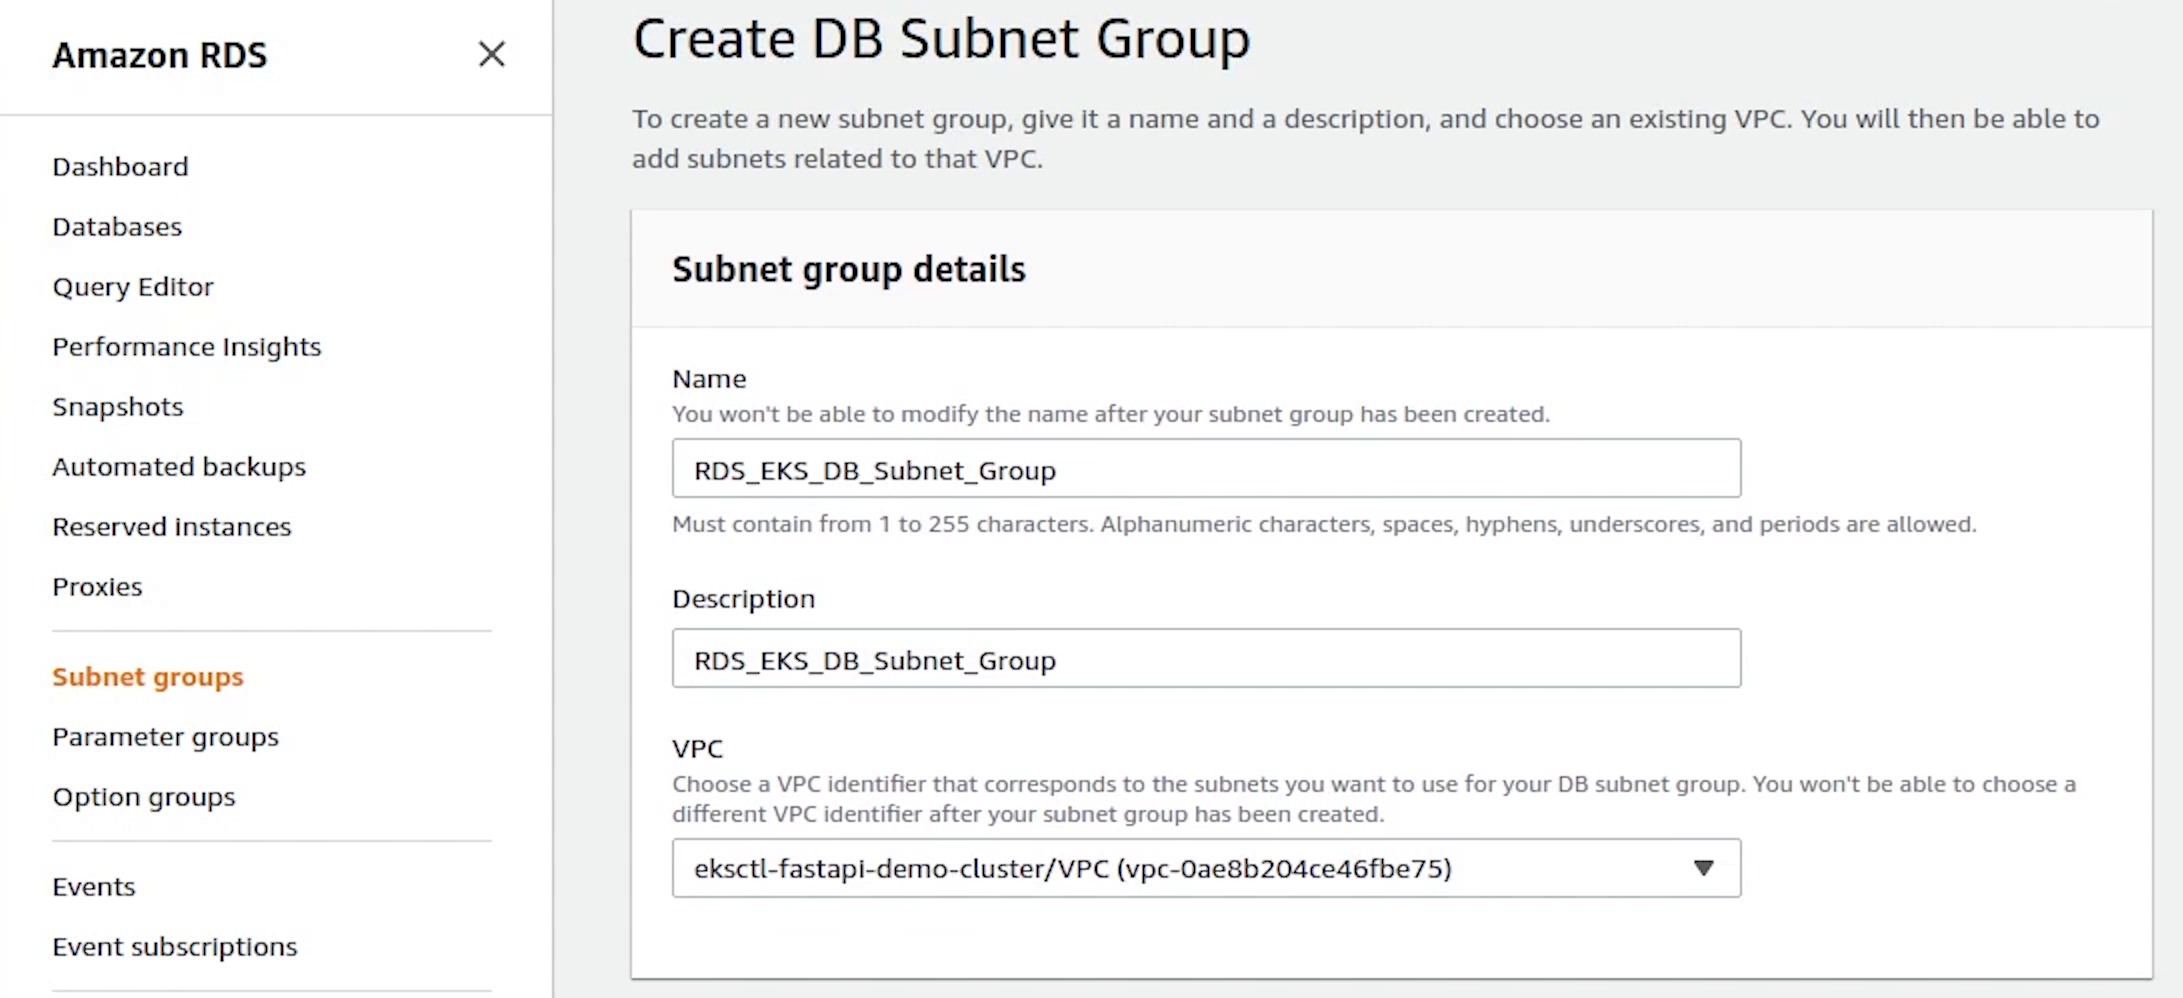 Amazon RDS
Dashboard
Databases
Query Editor
Performance Insights
Snapshots
Automated backups
Reserved instances
Proxies
Subnet groups
Parameter groups
Option groups
Events
Event subscriptions
Create DB Subnet Group
To create a new subnet group, give it a name and a description, and choose an existing VPC. You will then be able to
add subnets related to that VPC.
Subnet group details
Name
You won't be able to modify the name after your subnet group has been created.
RDS_EKS_DB_Subnet_Group
Must contain from 1 to 255 characters. Alphanumeric characters, spaces, hyphens, underscores, and periods are allowed.
Description
RDS_EKS_DB_Subnet_Group
VPC
Choose a VPC identifier that corresponds to the subnets you want to use for your DB subnet group. You won't be able to choose a
different VPC identifier after your subnet group has been created.
eksctl-fastapi-demo-cluster/VPC (vpc-0ae8b204ce46fbe75)